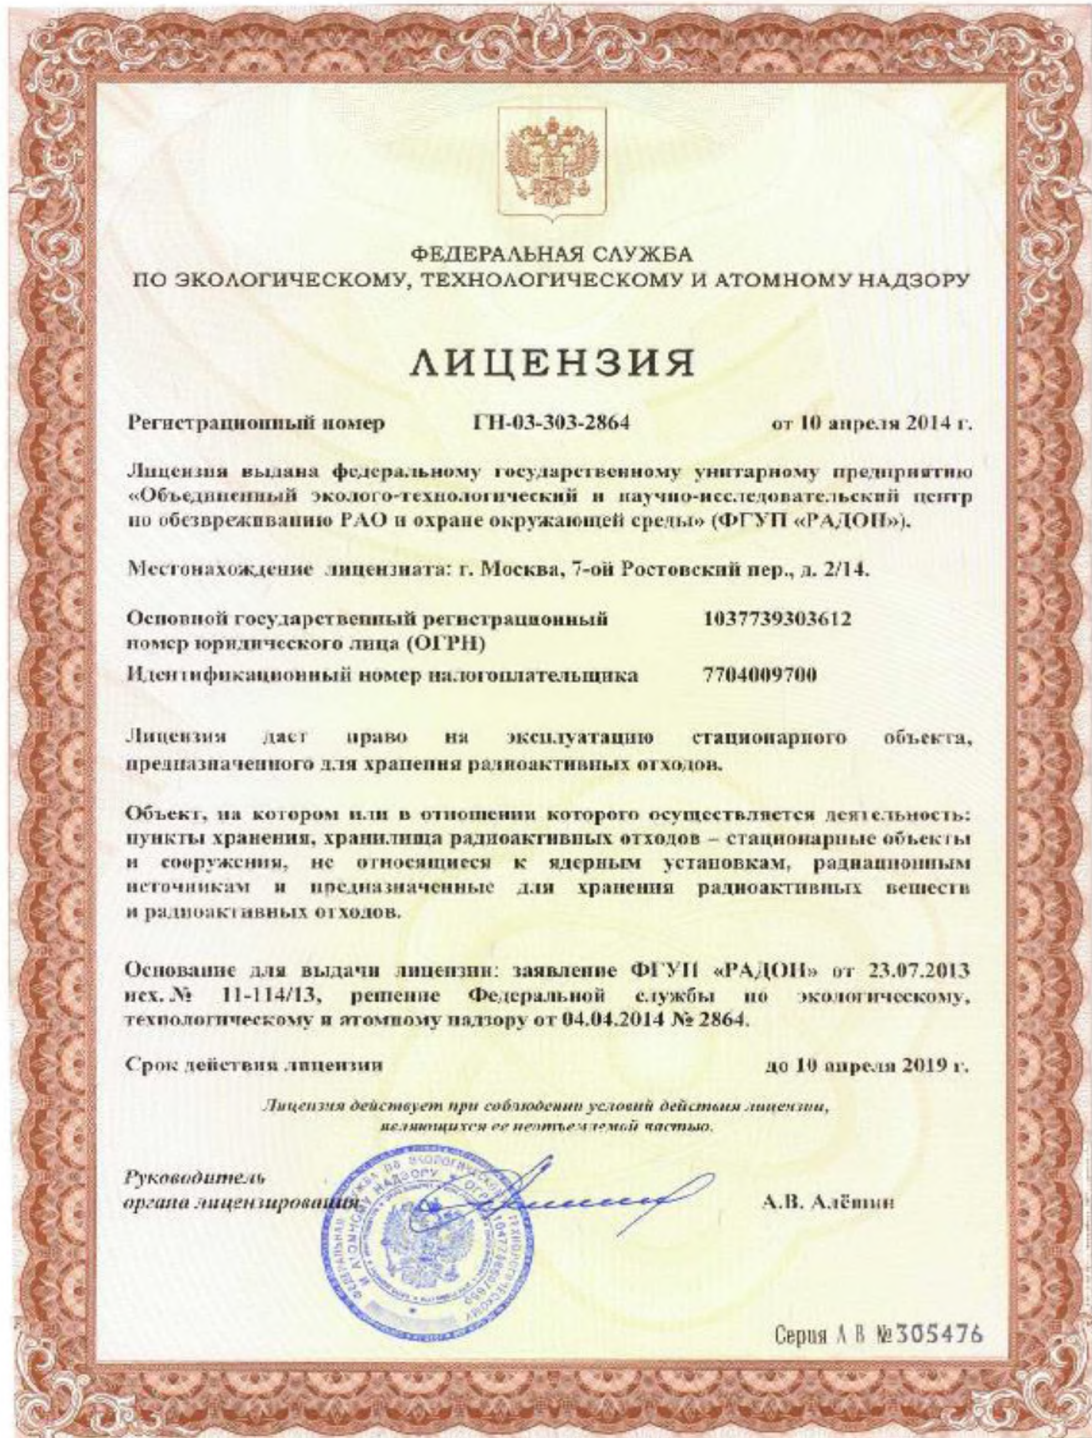 ФЕДЕРАЛЬНАЯ СЛУЖБА
ПО ЭКОЛОГИЧЕСКОМУ, ТЕХНОЛОГИЧЕСКОМУ И АТОМНОМУ НАДЗОРУ
ЛИЦЕНЗИЯ
Регистрационный номер ГН-03-303-2864 от 10 апреля 2014 г.
Лицензия выдана федеральному государственному унитарному предприятию
«Объединенный эколого-технологический и научно-исследовательский центр
по обезвреживанию РАО и охране окружающей среды» (ФГУП «РАДОН»).
Местонахождение лицензиата: г. Москва, 7-ой Ростовский пер., д. 2/14.
Основной государственный регистрационный 1037739303612
номер юридического лица (ОГРН)
Идентификационный номер налогоплательщика 7704009700
Лицензия дает право на эксплуатацию стационарного объекта,
предназначенного для хранения радиоактивных отходов.
Объект, на котором или в отношении которого осуществляется деятельность:
пункты хранения, хранилища радиоактивных отходов – стационарные объекты
и сооружения, не относящиеся к ядерным установкам, радиационным
источникам и предназначенные для хранения радиоактивных веществ
и радиоактивных отходов.
Основание для выдачи лицензии: заявление ФГУП «РАДОН» от 23.07.2013
исх. № 11-114/13, решение Федеральной службы по экологическому,
технологическому и атомному надзору от 04.04.2014 № 2864.
Срок действия лицензии до 10 апреля 2019 г.
Лицензия действует при соблюдении условий действия лицензии,
являющихся ее неотъемлемой частью.
Руководитель
органа лицензирования А.В. Алёшин
Серия А В № 305476